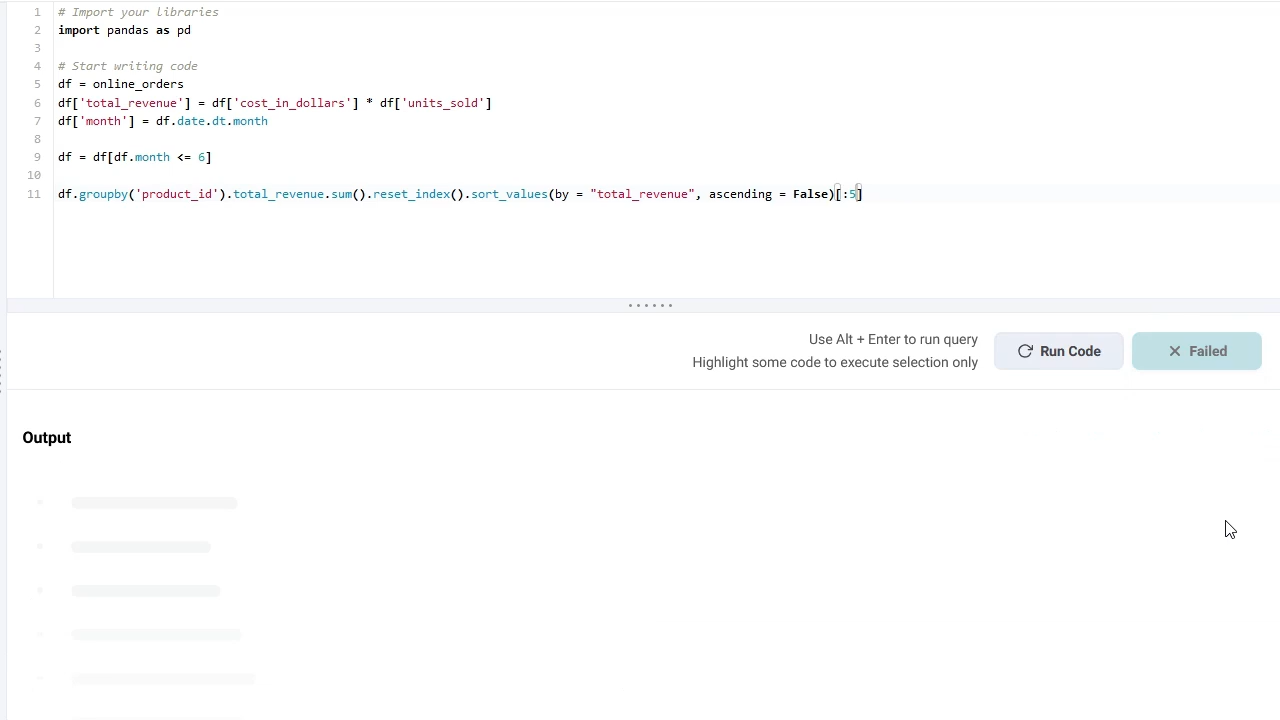 1 # Import your libraries
2 import pandas as pd
3
4 # Start writing code
5 df = online_orders
6 df['total_revenue'] = df['cost_in_dollars'] * df['units_sold']
7 df['month'] = df.date.dt.month
8
9 df = df[df.month <= 6]
10
11 df.groupby('product_id').total_revenue.sum().reset_index().sort_values(by = "total_revenue", ascending = False)[:5]
Use Alt + Enter to run query
Highlight some code to execute selection only
Run Code
Failed
Output